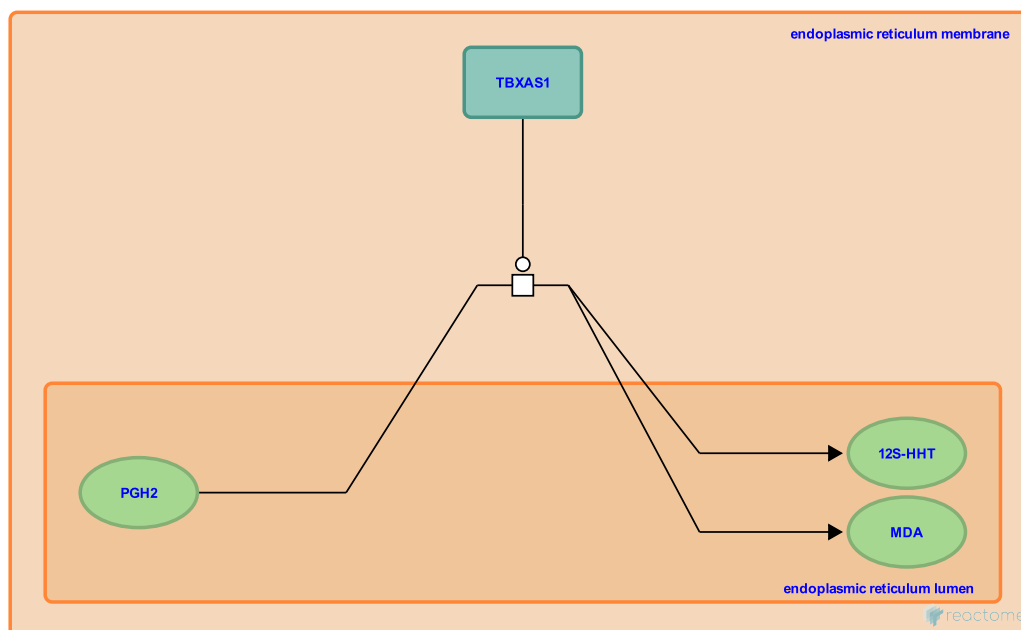 endoplasmic reticulum membrane
TBXAS1
12S-HHT
PGH2
MDA
endoplasmic reticulum lumen
reactome